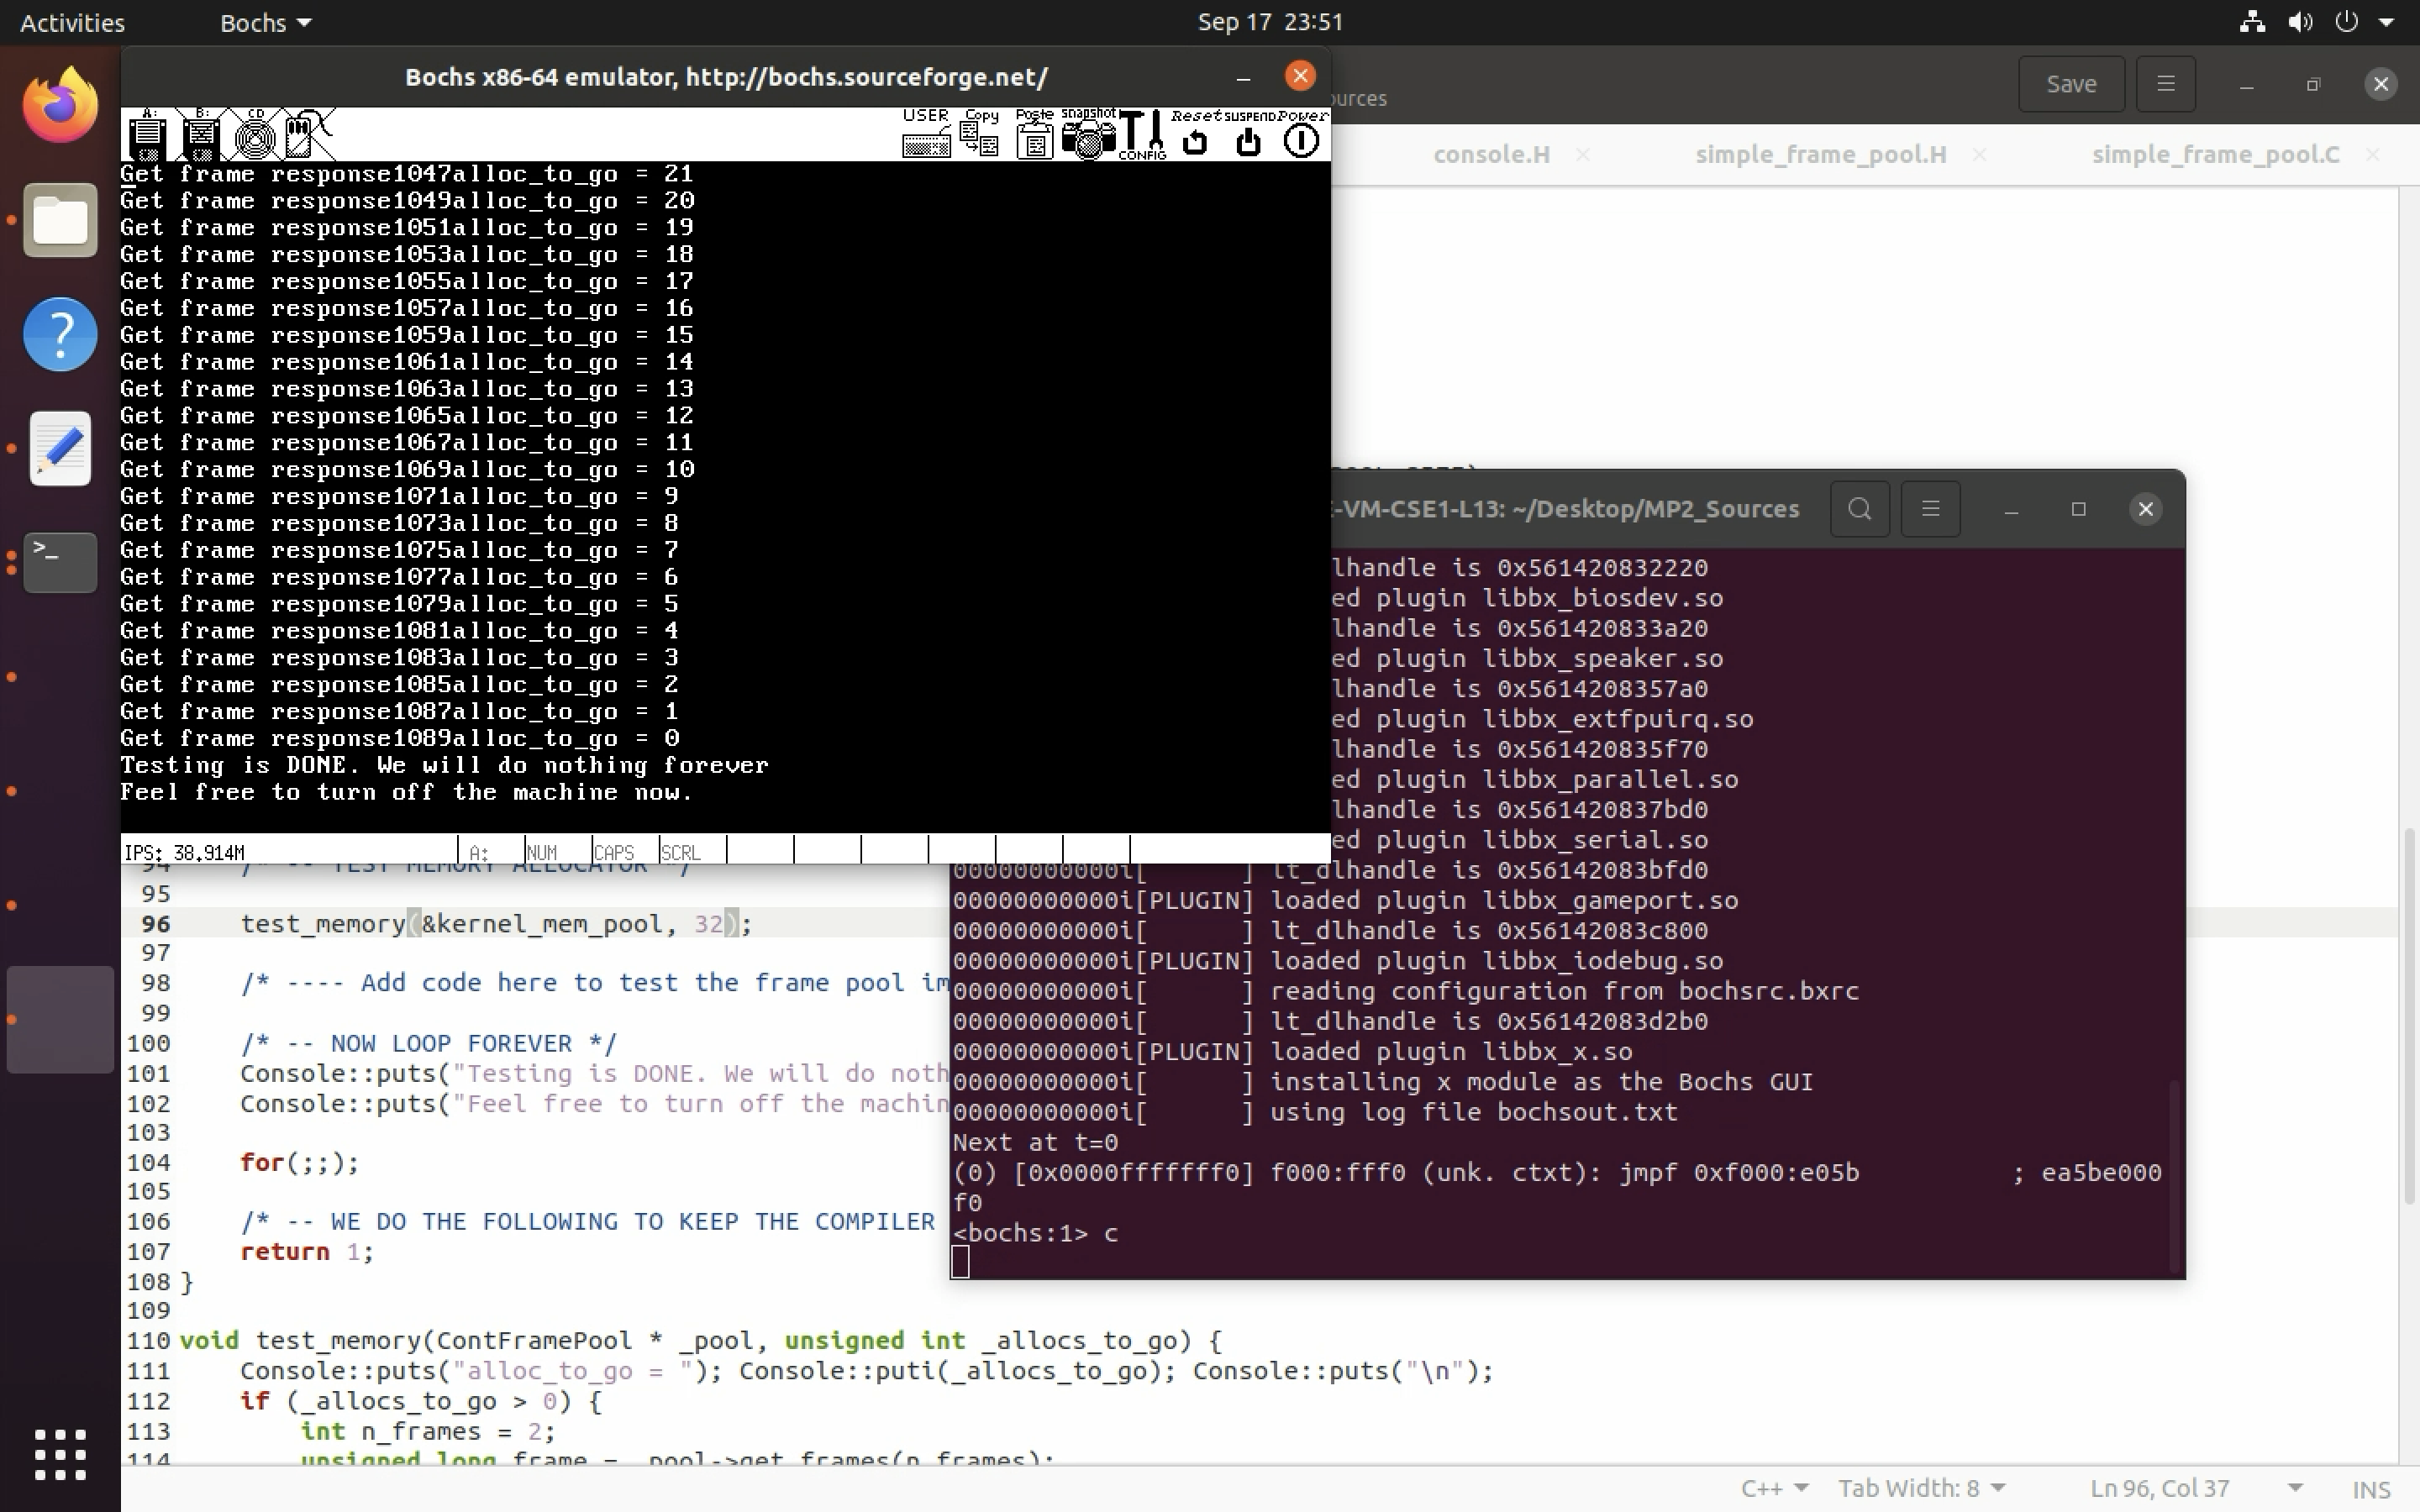 Activities
Bochs
Sep 17 23:51
Bochs x86-64 emulator, http://bochs.sourceforge.net/
A:
B:
CD
USER
Copy
Paste
snapshot
CONFIG
Reset
SUSPEND
Power
Get frame response1047alloc_to_go = 21
Get frame response1049alloc_to_go = 20
Get frame response1051alloc_to_go = 19
Get frame response1053alloc_to_go = 18
Get frame response1055alloc_to_go = 17
Get frame response1057alloc_to_go = 16
Get frame response1059alloc_to_go = 15
Get frame response1061alloc_to_go = 14
Get frame response1063alloc_to_go = 13
Get frame response1065alloc_to_go = 12
Get frame response1067alloc_to_go = 11
Get frame response1069alloc_to_go = 10
Get frame response1071alloc_to_go = 9
Get frame response1073alloc_to_go = 8
Get frame response1075alloc_to_go = 7
Get frame response1077alloc_to_go = 6
Get frame response1079alloc_to_go = 5
Get frame response1081alloc_to_go = 4
Get frame response1083alloc_to_go = 3
Get frame response1085alloc_to_go = 2
Get frame response1087alloc_to_go = 1
Get frame response1089alloc_to_go = 0
Testing is DONE. We will do nothing forever
Feel free to turn off the machine now.
IPS: 38.914M
A:
NUM
CAPS
SCRL
ources
Save
console.H
simple_frame_pool.H
simple_frame_pool.C
-VM-CSE1-L13: ~/Desktop/MP2_Sources
lhandle is 0x561420832220
ed plugin libbx_biosdev.so
lhandle is 0x561420833a20
ed plugin libbx_speaker.so
lhandle is 0x5614208357a0
ed plugin libbx_extfpuirq.so
lhandle is 0x561420835f70
ed plugin libbx_parallel.so
lhandle is 0x561420837bd0
ed plugin libbx_serial.so
00000000000i[      ] lt_dlhandle is 0x56142083bfd0
00000000000i[PLUGIN] loaded plugin libbx_gameport.so
00000000000i[      ] lt_dlhandle is 0x56142083c800
00000000000i[PLUGIN] loaded plugin libbx_iodebug.so
00000000000i[      ] reading configuration from bochsrc.bxrc
00000000000i[      ] lt_dlhandle is 0x56142083d2b0
00000000000i[PLUGIN] loaded plugin libbx_x.so
00000000000i[      ] installing x module as the Bochs GUI
00000000000i[      ] using log file bochsout.txt
Next at t=0
(0) [0x0000fffffff0] f000:fff0 (unk. ctxt): jmpf 0xf000:e05b          ; ea5be000
f0
<bochs:1> c
94 /* -- TEST MEMORY ALLOCATOR */
95
96 test_memory(&kernel_mem_pool, 32);
97
98 /* ---- Add code here to test the frame pool im
99
100 /* -- NOW LOOP FOREVER */
101 Console::puts("Testing is DONE. We will do noth
102 Console::puts("Feel free to turn off the machin
103
104 for(;;);
105
106 /* -- WE DO THE FOLLOWING TO KEEP THE COMPILER
107 return 1;
108 }
109
110 void test_memory(ContFramePool * _pool, unsigned int _allocs_to_go) {
111 Console::puts("alloc_to_go = "); Console::puti(_allocs_to_go); Console::puts("\n");
112 if (_allocs_to_go > 0) {
113 int n_frames = 2;
114 unsigned long frame = _pool->get_frames(n_frames);
C++
Tab Width: 8
Ln 96, Col 37
INS